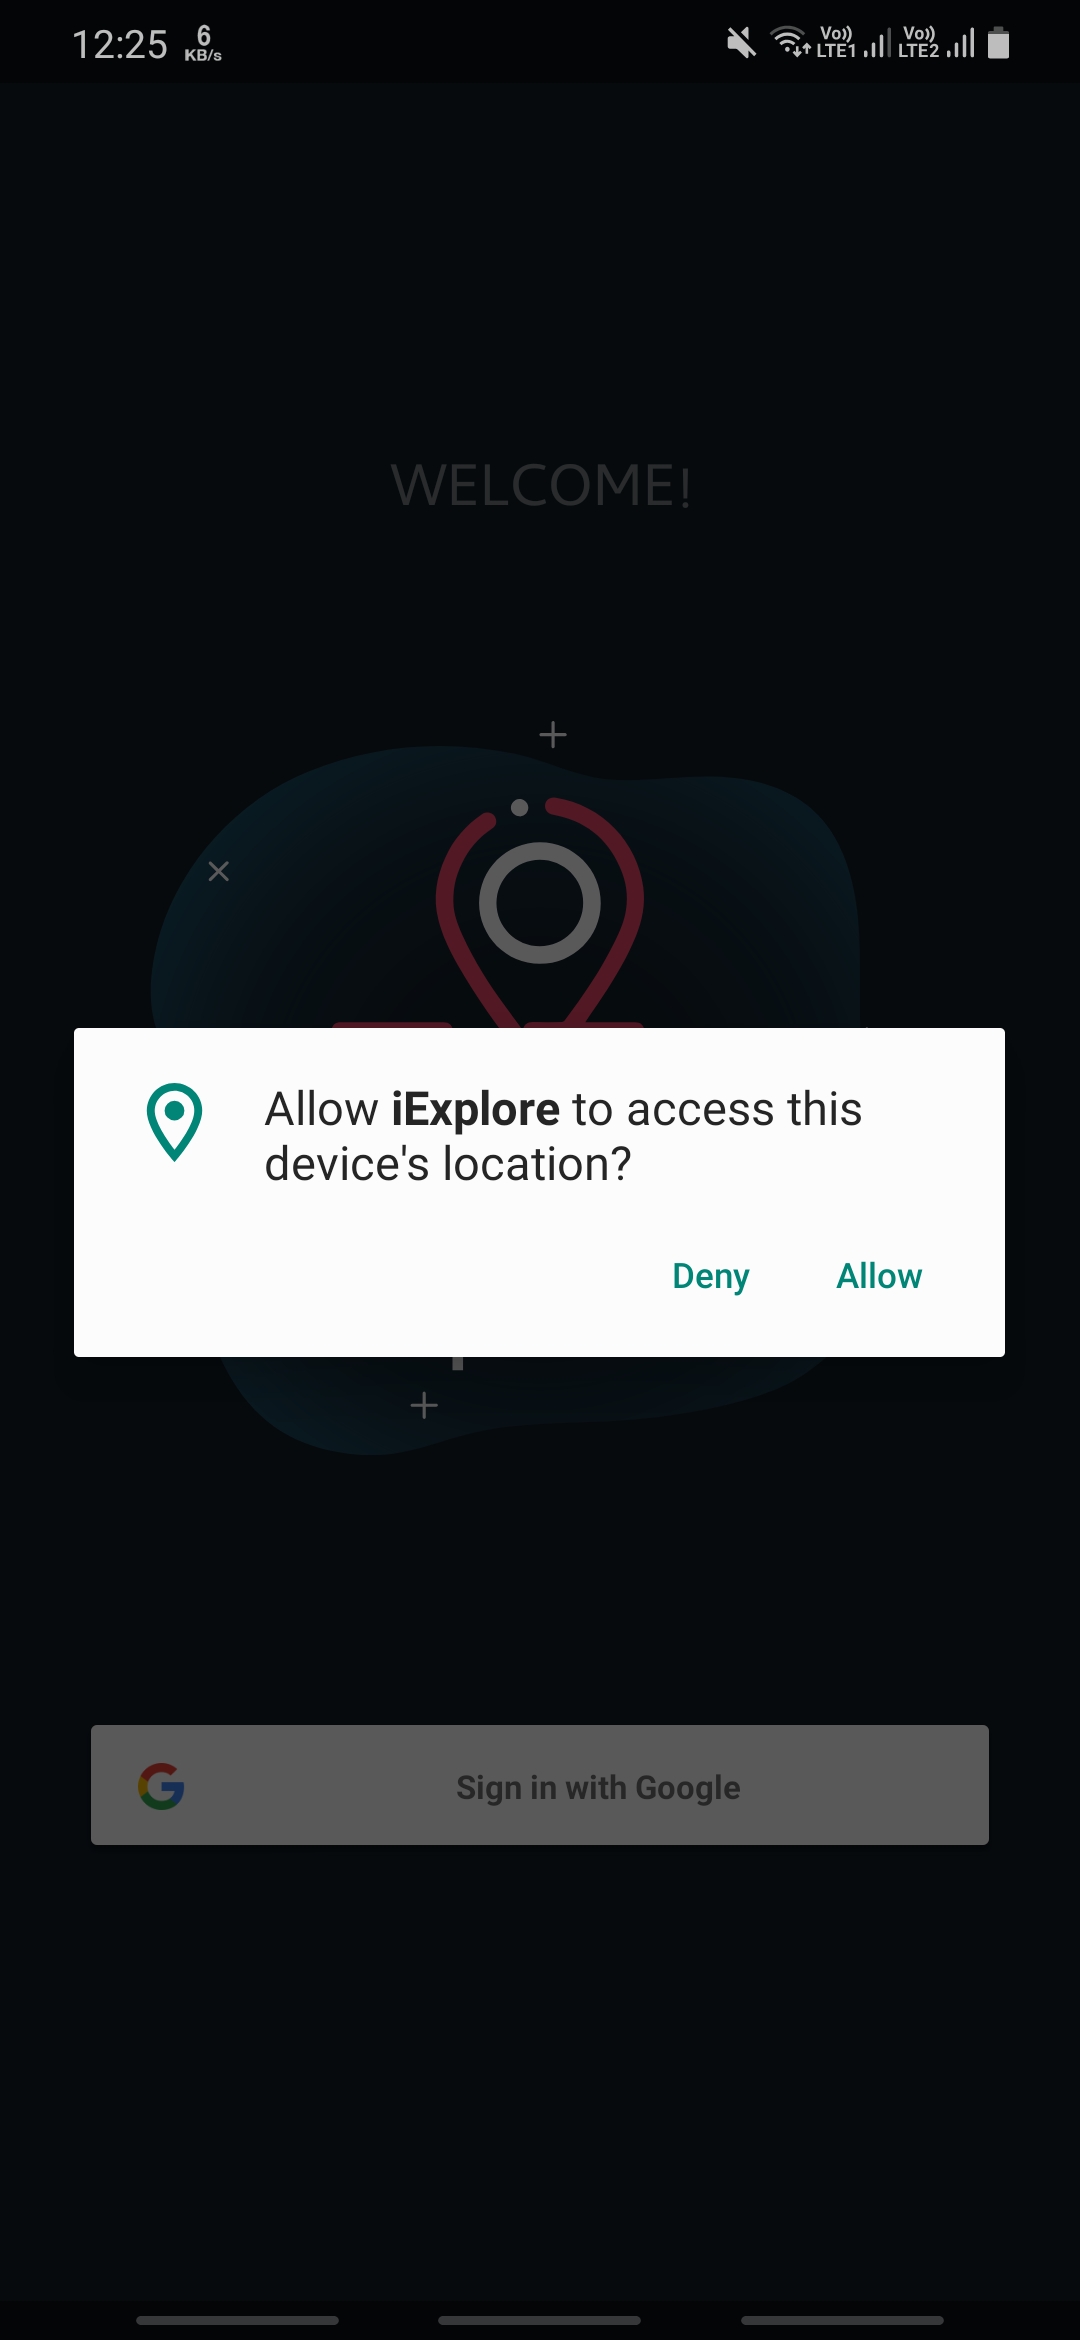 12:25 6 KB/s Vo)) LTE1 Vo)) LTE2
WELCOME!
Allow iExplore to access this
device's location?
Deny Allow
Sign in with Google